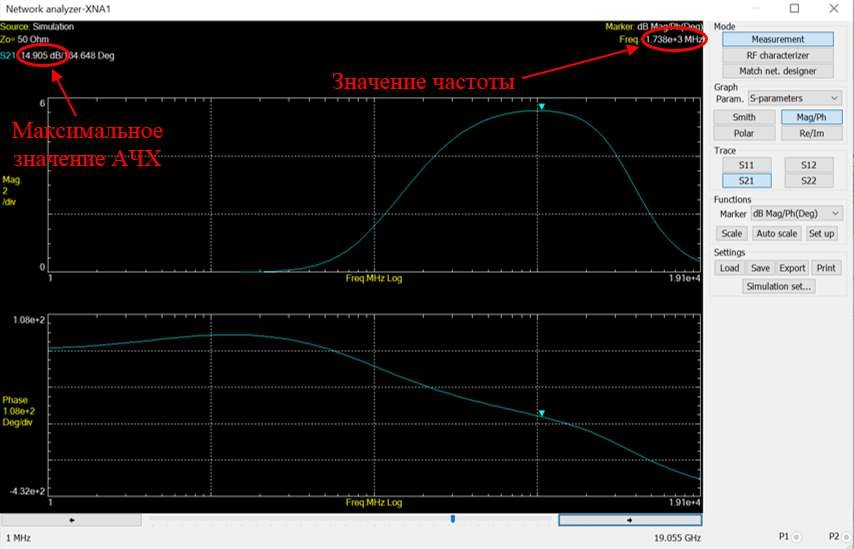 Network analyzer-XNA1
Source: Simulation
Zo= 50 Ohm
S21: 14.905 dB/164.648 Deg
Marker: dB Mag/Ph(Deg)
Freq. 1.738e+3 MHz
Значение частоты
Максимальное
значение АЧХ
6
Mag.
2
/div
0
1
Freq MHz Log
1.91e+4
1.08e+2
Phase
1.08e+2
Deg/div
-4.32e+2
1
Freq MHz Log
1.91e+4
1 MHz
19.055 GHz
Mode
Measurement
RF characterizer
Match net. designer
Graph
Param. S-parameters
Smith Mag/Ph
Polar Re/Im
Trace
S11 S12
S21 S22
Functions
Marker dB Mag/Ph(Deg)
Scale Auto scale Set up
Settings
Load Save Export Print
Simulation set...
P1 P2